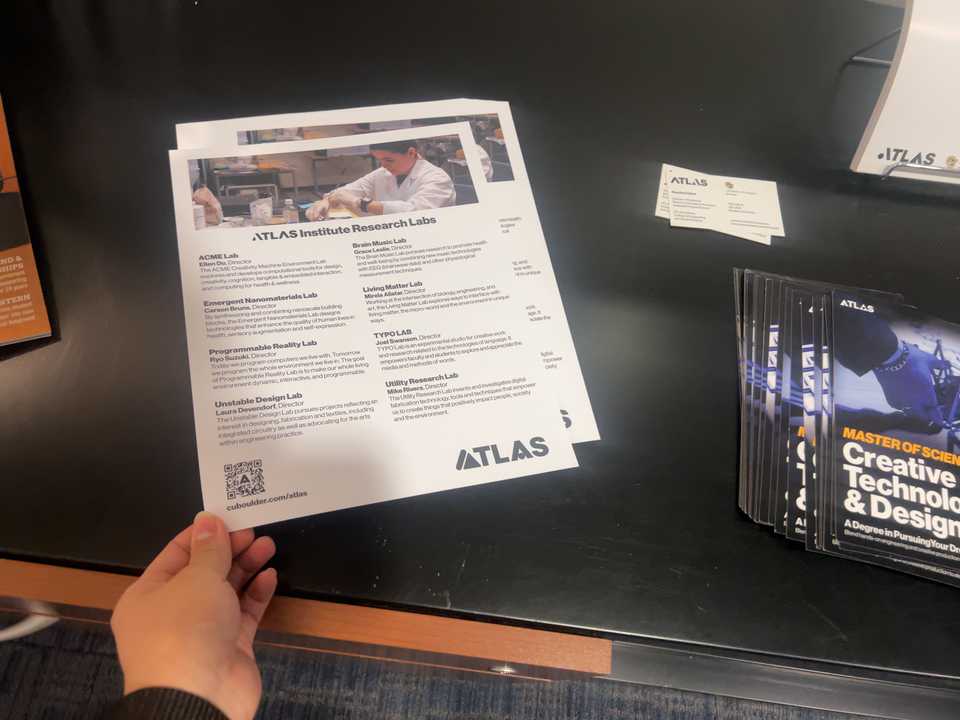 ATLAS Institute Research Labs
ACME Lab
Ellen Do, Director
The ACME Creativity Machine Environment Lab
machines and develops computational tools for design,
creativity cognition, tangible & embodied interaction,
and computing for health & wellness.
Emergent Nanomaterials Lab
Carson Bruns, Director
By synthesizing and combining nanoscale building
blocks, the Emergent Nanomaterials Lab designs
technologies that enhance the quality of human lives in
health, sensory augmentation and self-expression.
Programmable Reality Lab
Ryo Suzuki, Director
Today we program computers we live with. Tomorrow
we program the whole environment we live in. The goal
of Programmable Reality Lab is to make our whole living
environment dynamic, interactive, and programmable.
Unstable Design Lab
Laura Devendorf, Director
The Unstable Design Lab pursues projects reflecting an
interest in designing, fabrication and textiles, including
integrated circuitry as well as advocating for the arts
within engineering practice.
Brain Music Lab
Grace Leslie, Director
The Brain Music Lab pursues research to promote health
and well-being by combining new music technologies
with EEG (brainwave data) and other physiological
measurement techniques.
Living Matter Lab
Mirela Alistar, Director
Working at the intersection of biology, engineering, and
art, the Living Matter Lab explores ways to interface with
living matter, the micro-world and the environment in unique
ways.
TYPO LAB
Joel Swanson, Director
TYPO Lab is an experimental studio for creative work
and research related to the technologies of language. It
empowers faculty and students to explore and appreciate the
media and methods of words.
Utility Research Lab
Mike Rivera, Director
The Utility Research Lab invents and investigates digital
fabrication technology, tools and techniques that empower
us to create things that positively impact people, society
and the environment.
cuboulder.com/atlas
ATLAS
S
ATLAS
ATLAS
ATLAS
MASTER OF SCIEN
Creative
Technolo
& Design
A Degree in Pursuing Your Dr
ND &
SHIPS
STERN